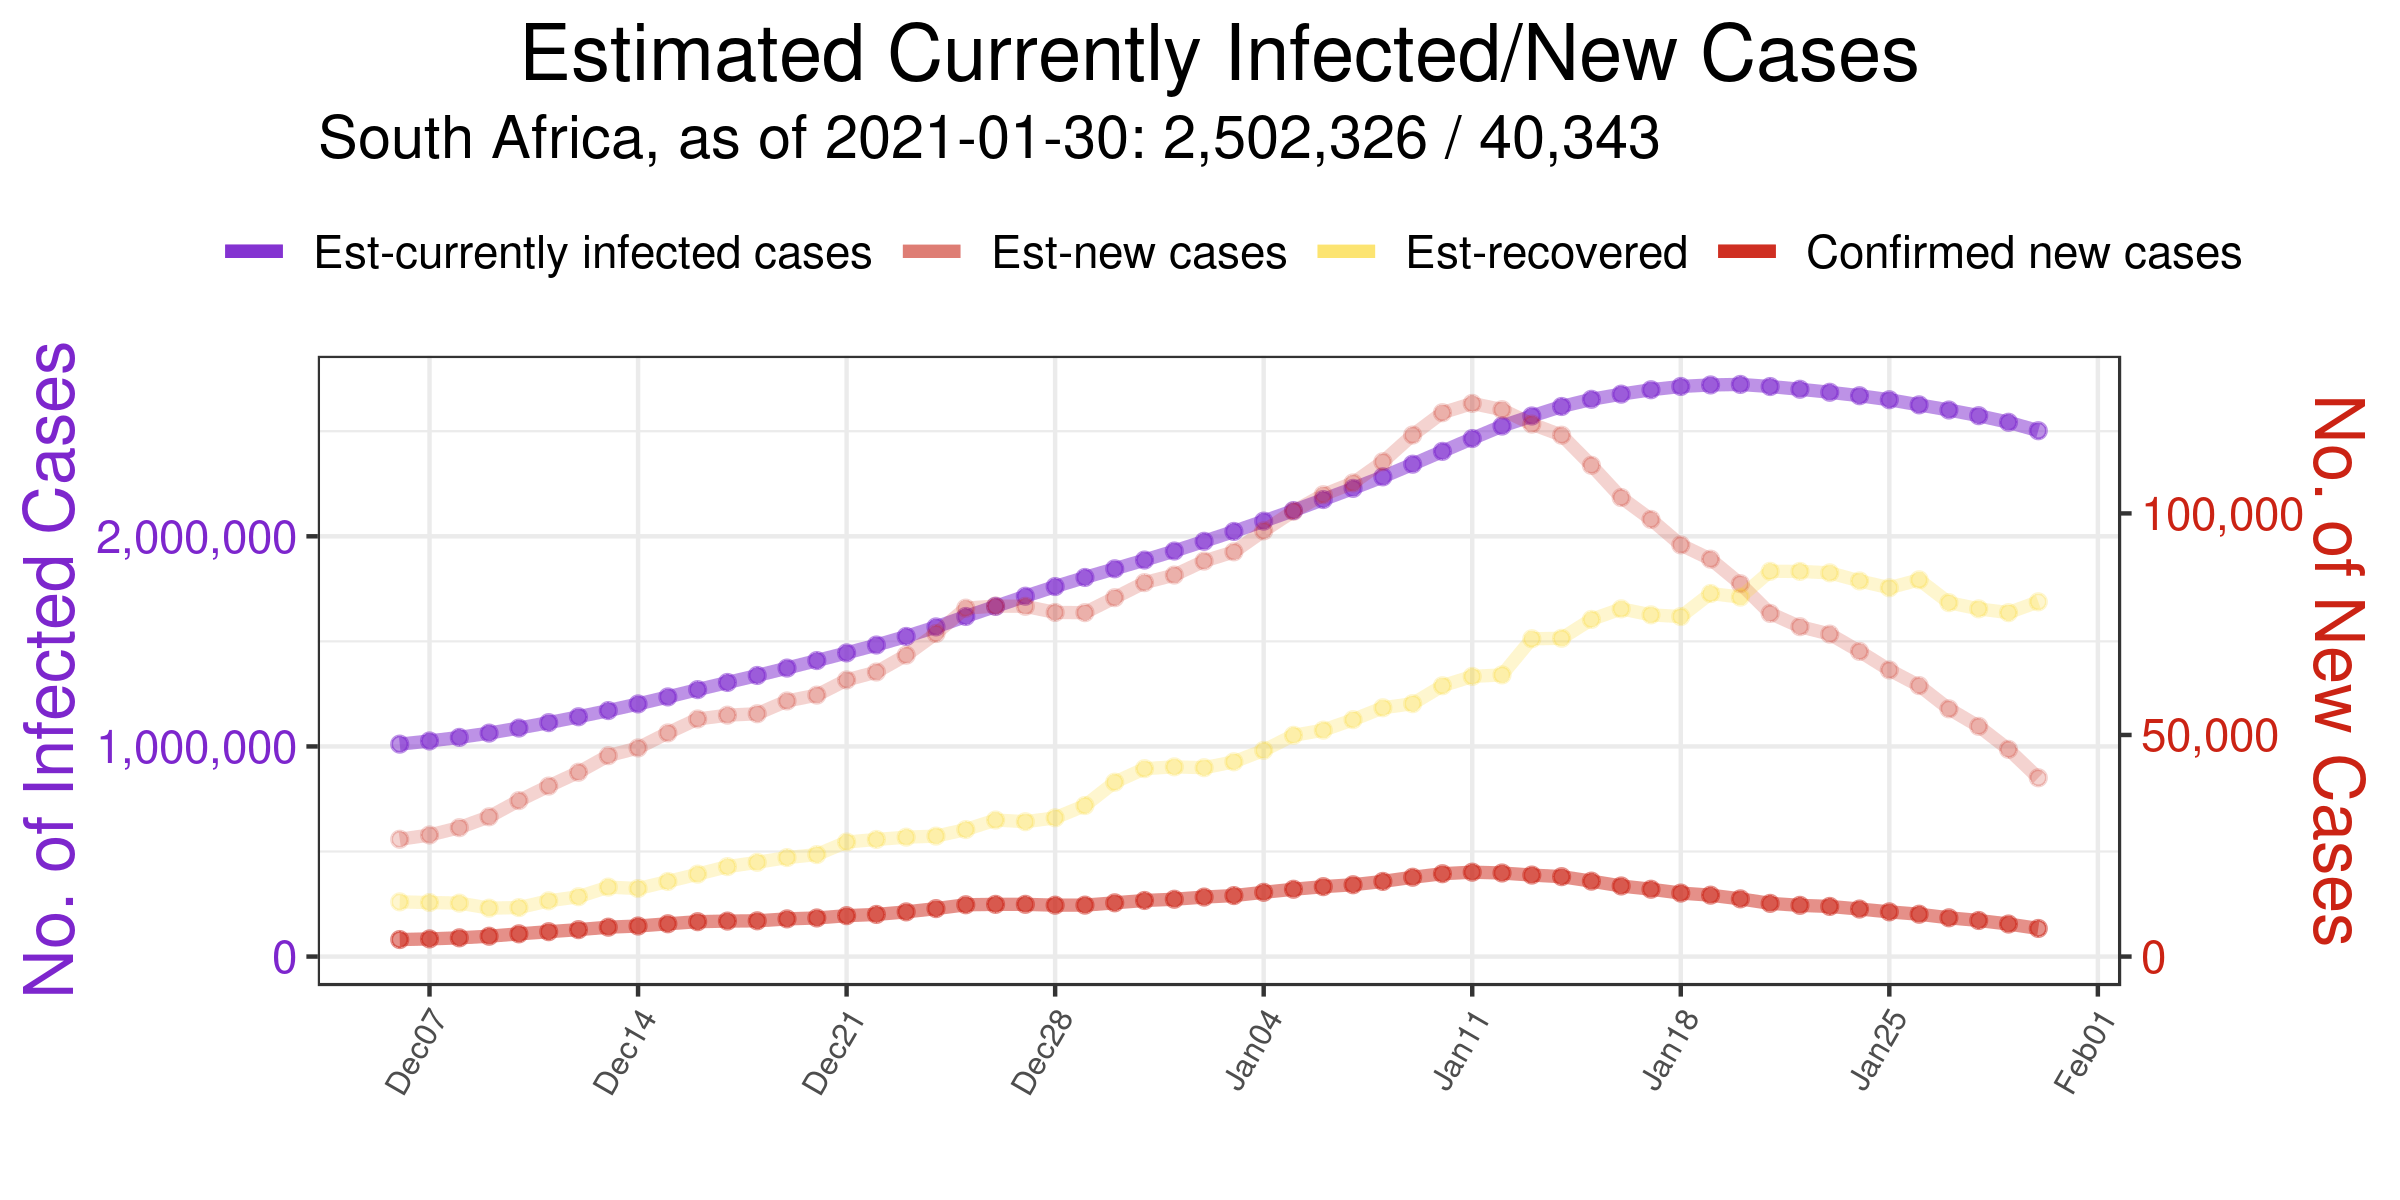 Estimated Currently Infected/New Cases
South Africa, as of 2021-01-30: 2,502,326 / 40,343
Est-currently infected cases Est-new cases Est-recovered Confirmed new cases
No. of Infected Cases
2,000,000
1,000,000
0
100,000
50,000
0
No. of New Cases
Dec07 Dec14 Dec21 Dec28 Jan04 Jan11 Jan18 Jan25 Feb01